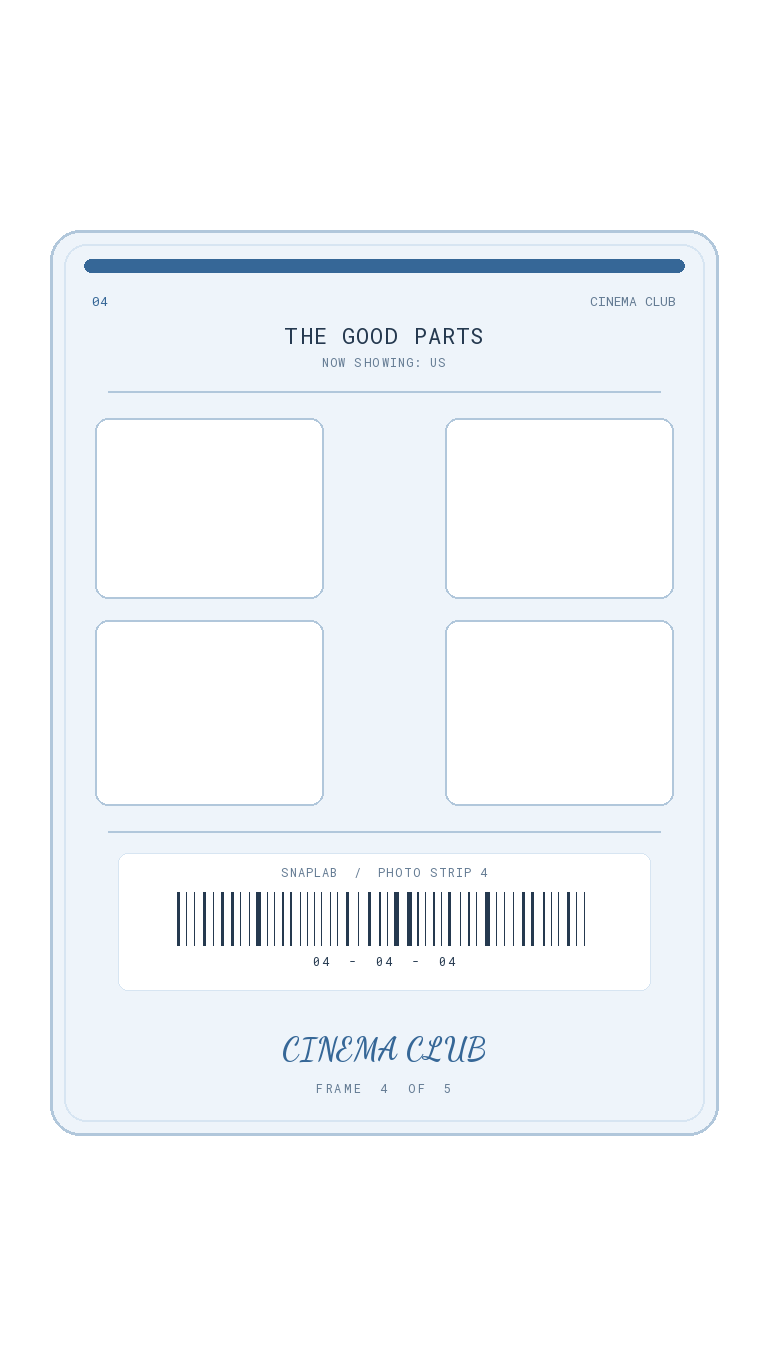 04 CINEMA CLUB
THE GOOD PARTS
NOW SHOWING: US
SNAPLAB / PHOTO STRIP 4
04 - 04 - 04
CINEMA CLUB
FRAME 4 OF 5